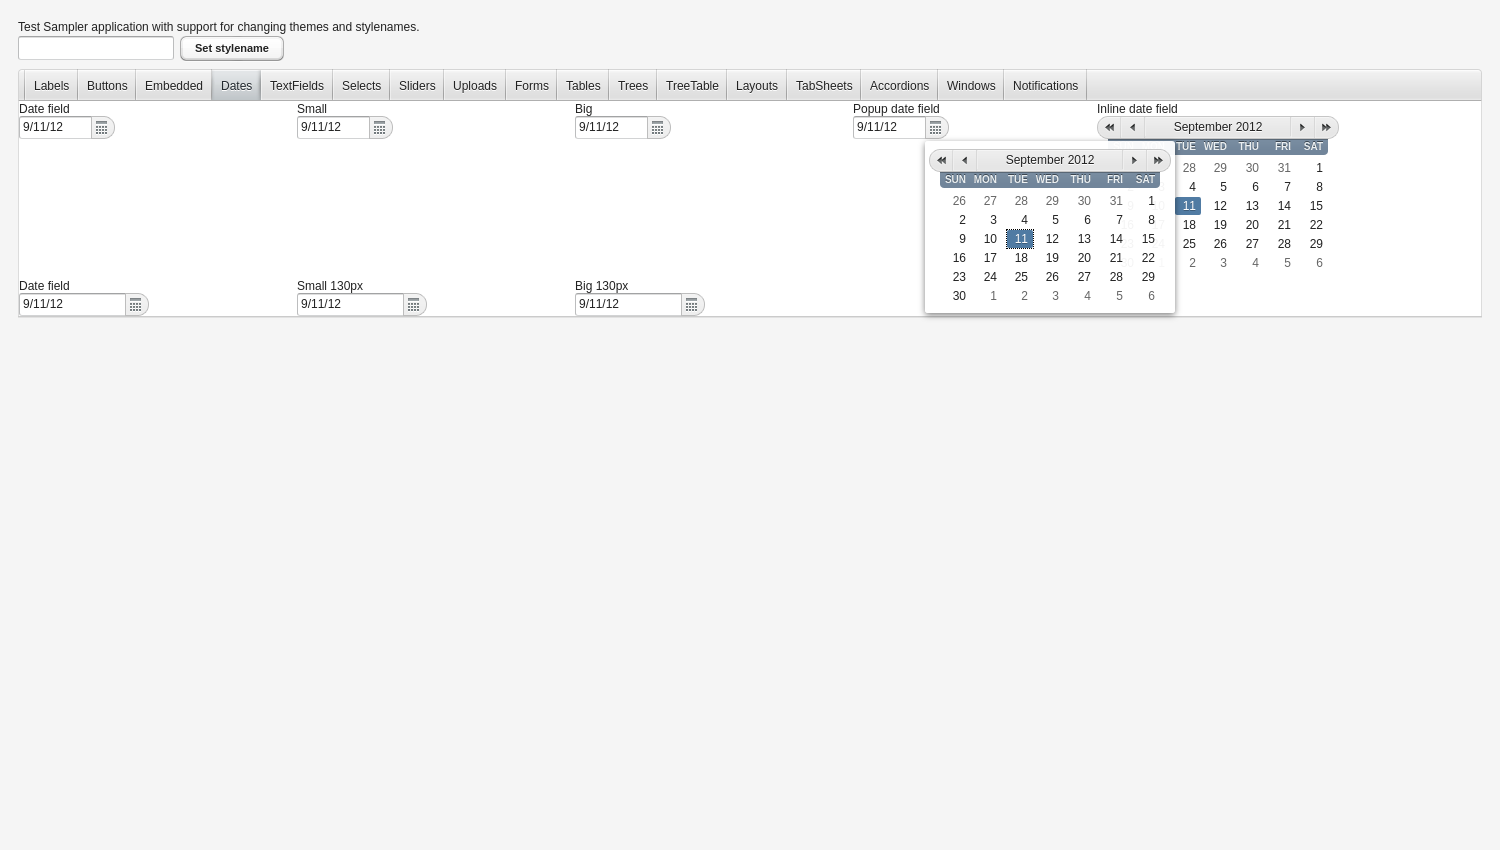 Test Sampler application with support for changing themes and stylenames.
Set stylename
Labels Buttons Embedded Dates TextFields Selects Sliders Uploads Forms Tables Trees TreeTable Layouts TabSheets Accordions Windows Notifications
Date field Small Big Popup date field Inline date field
9/11/12 9/11/12 9/11/12 9/11/12 September 2012
TUE WED THU FRI SAT
28 29 30 31 1
4 5 6 7 8
11 12 13 14 15
18 19 20 21 22
25 26 27 28 29
2 3 4 5 6
September 2012
SUN MON TUE WED THU FRI SAT
26 27 28 29 30 31 1
2 3 4 5 6 7 8
9 10 11 12 13 14 15
16 17 18 19 20 21 22
23 24 25 26 27 28 29
30 1 2 3 4 5 6
Date field Small 130px Big 130px
9/11/12 9/11/12 9/11/12